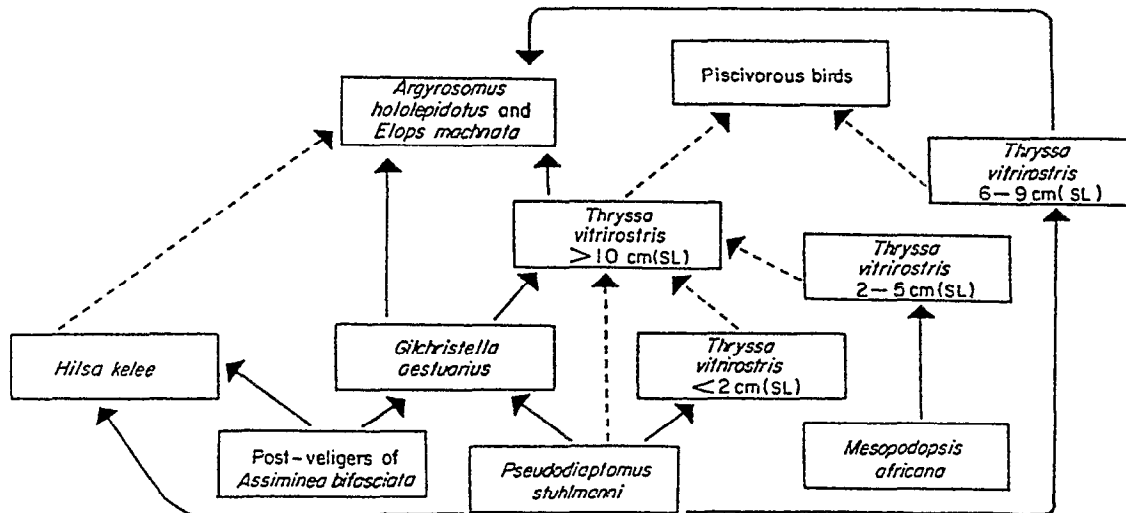 Argyrosomus
hololepidotus and
Elops machnata
Piscivorous birds
Thryssa
vitrirostris
6–9 cm(SL)
Thryssa
vitrirostris
>10 cm(SL)
Thryssa
vitrirostris
2–5 cm(SL)
Hilsa kelee
Gilchristella
aestuarius
Thryssa
vitrirostris
<2 cm(SL)
Post-veligers of
Assiminea bifasciata
Pseudodiaptomus
stuhlmanni
Mesopodopsis
africana